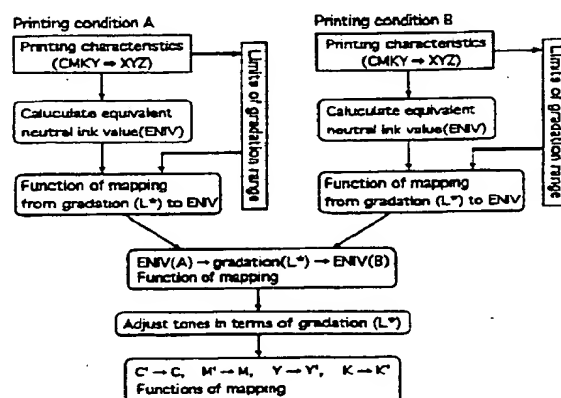 Printing condition A
Printing characteristics
(CMKY ⇒ XYZ)
Limits of gradation range
Caluculate equivalent
neutral ink value(ENIV)
Function of mapping
from gradation (L*) to ENIV
Printing condition B
Printing characteristics
(CMKY ⇒ XYZ)
Limits of gradation range
Caluculate equivalent
neutral ink value(ENIV)
Function of mapping
from gradation (L*) to ENIV
ENIV(A) → gradation(L*) → ENIV(B)
Function of mapping
Adjust tones in terms of gradation (L*)
C' → C, M' → M, Y → Y', K → K'
Functions of mapping